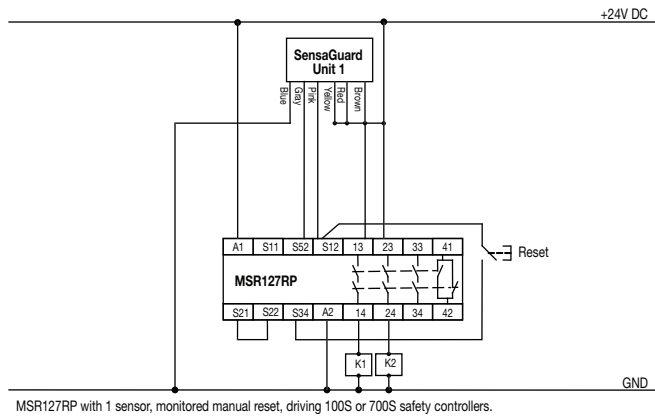 +24V DC
SensaGuard
Unit 1
Blue
Gray
Pink
Yellow
Red
Brown
A1 S11 S52 S12 13 23 33 41
Reset
MSR127RP
S21 S22 S34 A2 14 24 34 42
K1 K2
GND
MSR127RP with 1 sensor, monitored manual reset, driving 100S or 700S safety controllers.